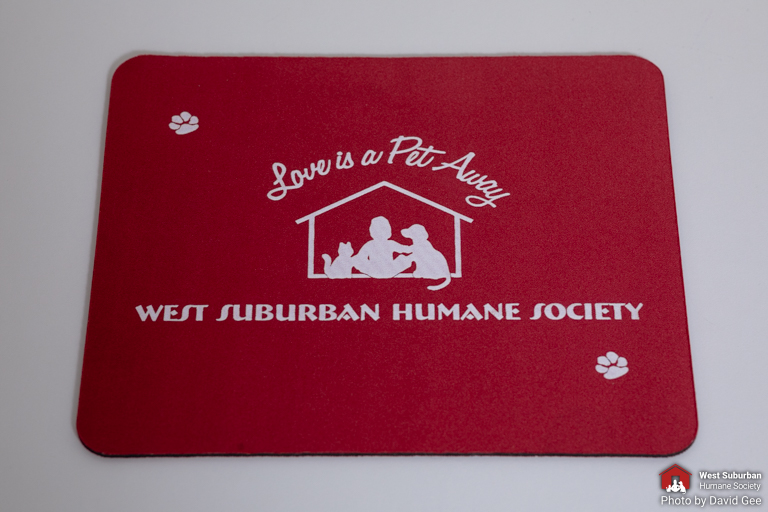 Love is a Pet Away
WEST SUBURBAN HUMANE SOCIETY
West Suburban
Humane Society
Photo by David Gee